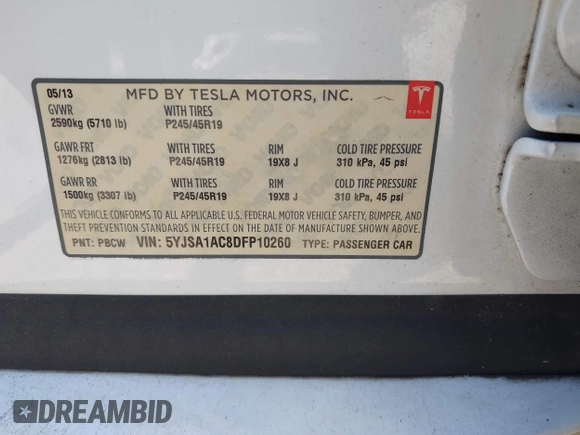 05/13 MFD BY TESLA MOTORS, INC.
GVWR WITH TIRES
2590kg (5710 lb) P245/45R19
GAWR FRT WITH TIRES RIM COLD TIRE PRESSURE
1276kg (2813 lb) P245/45R19 19X8 J 310 kPa, 45 psi
GAWR RR WITH TIRES RIM COLD TIRE PRESSURE
1500kg (3307 lb) P245/45R19 19X8 J 310 kPa, 45 psi
THIS VEHICLE CONFORMS TO ALL APPLICABLE U.S. FEDERAL MOTOR VEHICLE SAFETY, BUMPER, AND
THEFT PREVENTION STANDARDS IN EFFECT ON THE DATE OF MANUFACTURE SHOWN ABOVE.
PNT: PBCW VIN: 5YJSA1AC8DFP10260 TYPE: PASSENGER CAR
TESLA
DREAMBID